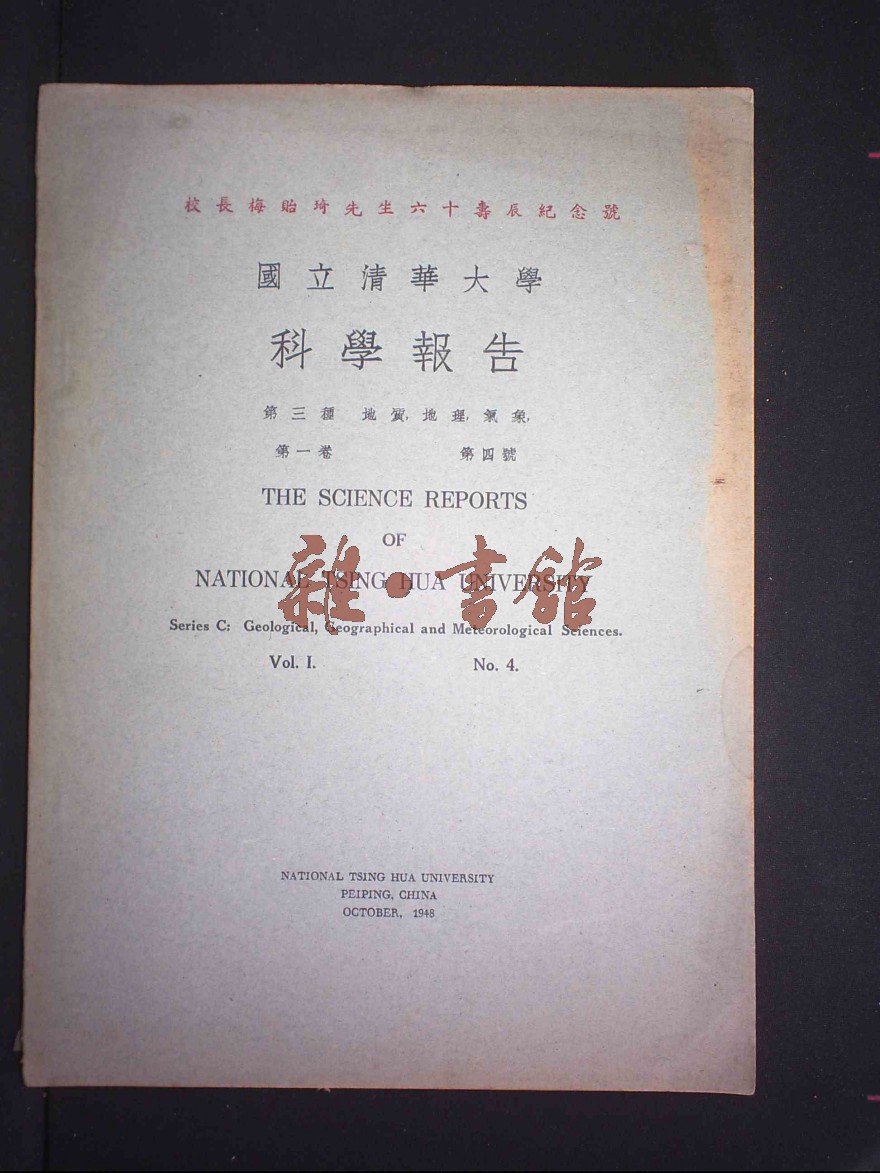 校長梅貽琦先生六十壽辰紀念號
國立清華大學
科學報告
第三種 地質, 地理, 氣象,
第一卷 第四號
THE SCIENCE REPORTS
OF
NATIONAL TSING HUA UNIVERSITY
雜·書館
Series C: Geological, Geographical and Meteorological Sciences.
Vol. I. No. 4.
NATIONAL TSING HUA UNIVERSITY
PEIPING, CHINA
OCTOBER, 1948